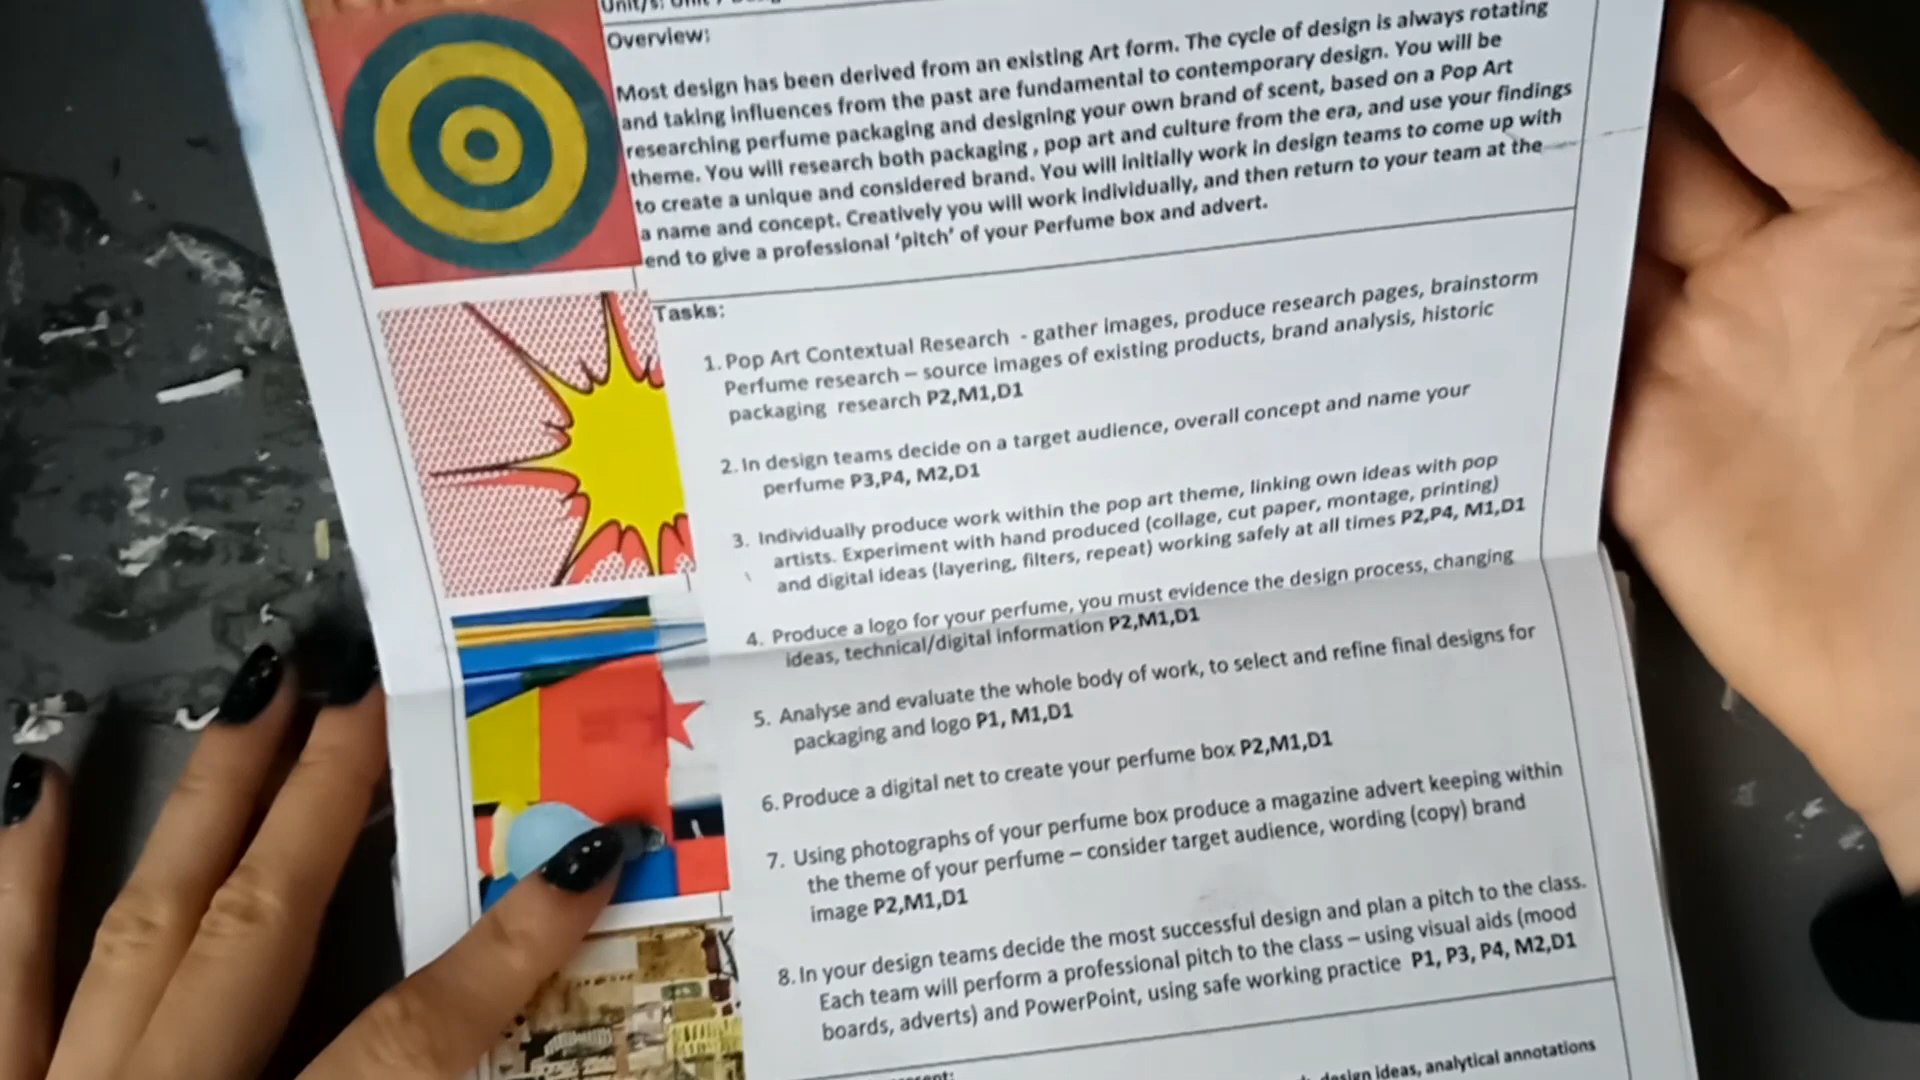 Overview:
Most design has been derived from an existing Art form. The cycle of design is always rotating
and taking influences from the past are fundamental to contemporary design. You will be
researching perfume packaging and designing your own brand of scent, based on a Pop Art
theme. You will research both packaging , pop art and culture from the era, and use your findings
to create a unique and considered brand. You will initially work in design teams to come up with
a name and concept. Creatively you will work individually, and then return to your team at the
end to give a professional 'pitch' of your Perfume box and advert.
Tasks:
1. Pop Art Contextual Research - gather images, produce research pages, brainstorm
Perfume research – source images of existing products, brand analysis, historic
packaging research P2,M1,D1
2. In design teams decide on a target audience, overall concept and name your
perfume P3,P4, M2,D1
3. Individually produce work within the pop art theme, linking own ideas with pop
artists. Experiment with hand produced (collage, cut paper, montage, printing)
and digital ideas (layering, filters, repeat) working safely at all times P2,P4, M1,D1
4. Produce a logo for your perfume, you must evidence the design process, changing
ideas, technical/digital information P2,M1,D1
5. Analyse and evaluate the whole body of work, to select and refine final designs for
packaging and logo P1, M1,D1
6. Produce a digital net to create your perfume box P2,M1,D1
7. Using photographs of your perfume box produce a magazine advert keeping within
the theme of your perfume – consider target audience, wording (copy) brand
image P2,M1,D1
8. In your design teams decide the most successful design and plan a pitch to the class.
Each team will perform a professional pitch to the class – using visual aids (mood
boards, adverts) and PowerPoint, using safe working practice P1, P3, P4, M2,D1
design ideas, analytical annotations